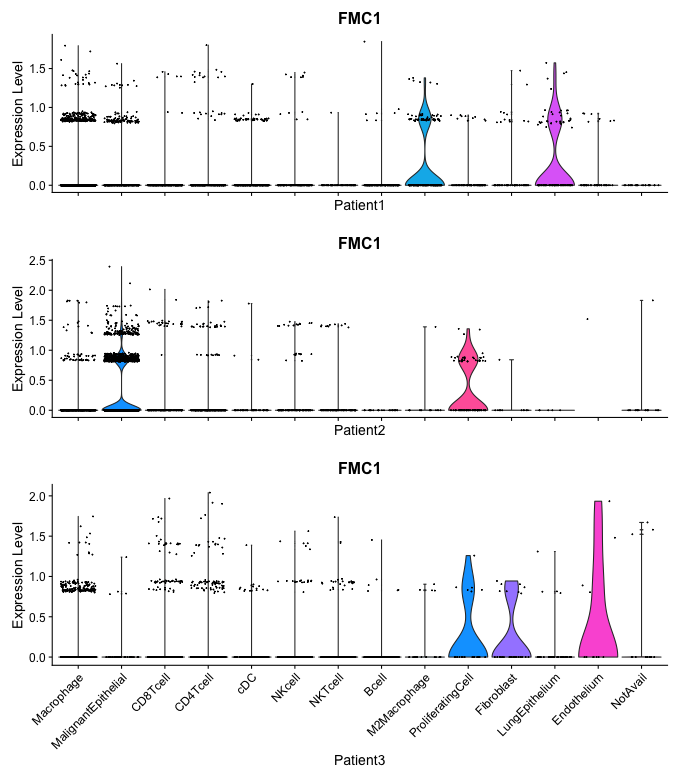 FMC1
Expression Level
1.5
1.0
0.5
0.0
Patient1
FMC1
Expression Level
2.5
2.0
1.5
1.0
0.5
0.0
Patient2
FMC1
Expression Level
2.0
1.5
1.0
0.5
0.0
Macrophage
MalignantEpithelial
CD8Tcell
CD4Tcell
cDC
NKcell
NKTcell
Bcell
M2Macrophage
ProliferatingCell
Fibroblast
LungEpithelium
Endothelium
NotAvail
Patient3